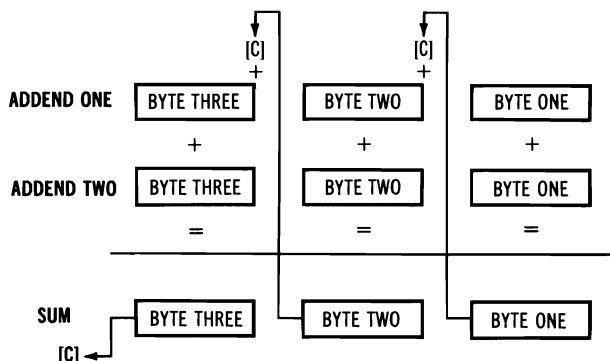 [C] [C]
+ +
ADDEND ONE BYTE THREE BYTE TWO BYTE ONE
+ + +
ADDEND TWO BYTE THREE BYTE TWO BYTE ONE
= = =
SUM BYTE THREE BYTE TWO BYTE ONE
[C]